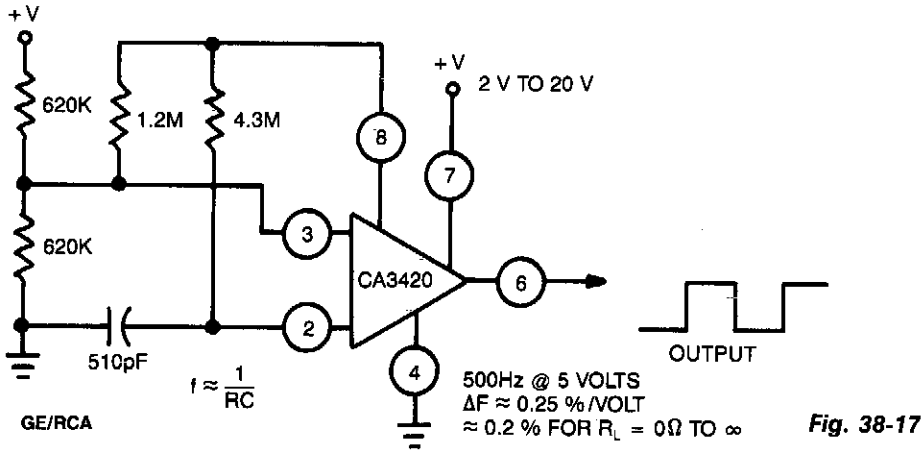 + V
620K
1.2M
4.3M
+ V
2 V TO 20 V
8
7
620K
3
CA3420
6
2
510pF
4
OUTPUT
f ≈ 1/RC
500Hz @ 5 VOLTS
ΔF ≈ 0.25 %/VOLT
≈ 0.2 % FOR R_L = 0Ω TO ∞
GE/RCA
Fig. 38-17